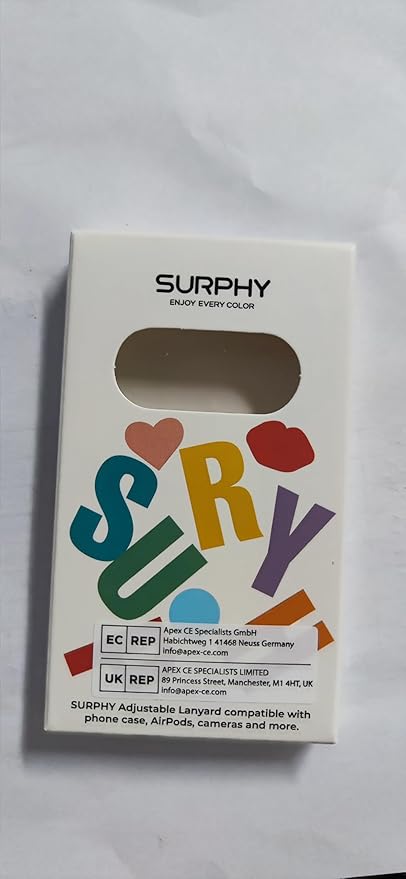 SURPHY
ENJOY EVERY COLOR
S
R
U
Y
EC REP
Apex CE Specialists GmbH
Habichtweg 1 41468 Neuss Germany
info@apex-ce.com
UK REP
APEX CE SPECIALISTS LIMITED
89 Princess Street, Manchester, M1 4HT, UK
info@apex-ce.com
SURPHY Adjustable Lanyard compatible with
phone case, AirPods, cameras and more.